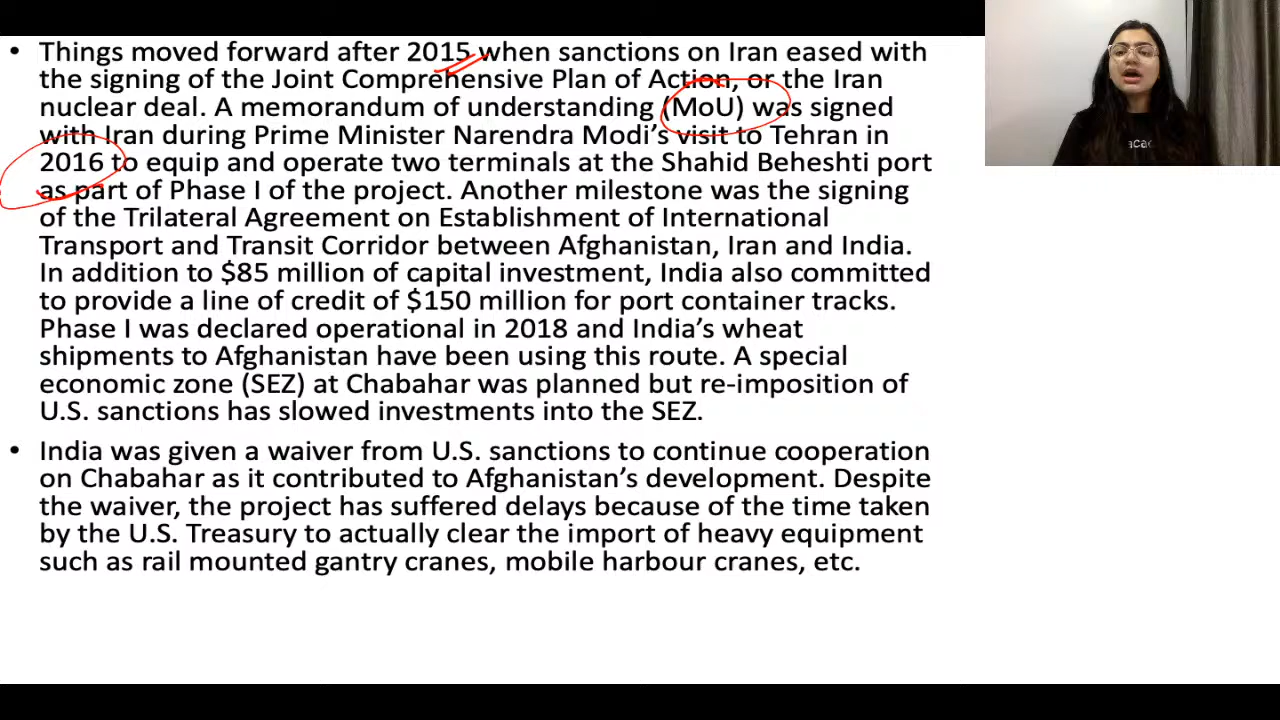 • Things moved forward after 2015 when sanctions on Iran eased with
the signing of the Joint Comprehensive Plan of Action, or the Iran
nuclear deal. A memorandum of understanding (MoU) was signed
with Iran during Prime Minister Narendra Modi's visit to Tehran in
2016 to equip and operate two terminals at the Shahid Beheshti port
as part of Phase I of the project. Another milestone was the signing
of the Trilateral Agreement on Establishment of International
Transport and Transit Corridor between Afghanistan, Iran and India.
In addition to $85 million of capital investment, India also committed
to provide a line of credit of $150 million for port container tracks.
Phase I was declared operational in 2018 and India's wheat
shipments to Afghanistan have been using this route. A special
economic zone (SEZ) at Chabahar was planned but re-imposition of
U.S. sanctions has slowed investments into the SEZ.
• India was given a waiver from U.S. sanctions to continue cooperation
on Chabahar as it contributed to Afghanistan's development. Despite
the waiver, the project has suffered delays because of the time taken
by the U.S. Treasury to actually clear the import of heavy equipment
such as rail mounted gantry cranes, mobile harbour cranes, etc.